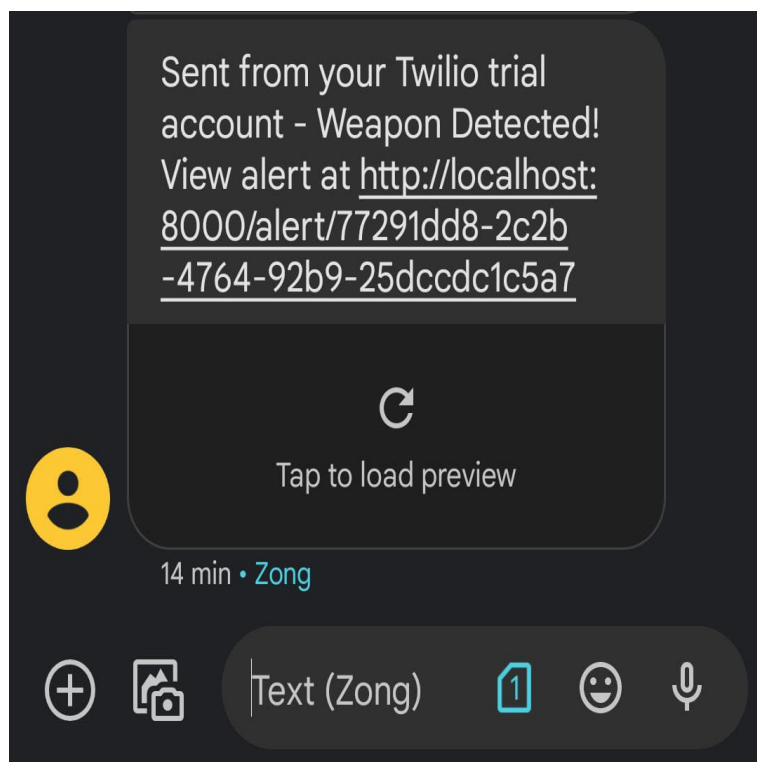 Sent from your Twilio trial
account - Weapon Detected!
View alert at http://localhost:
8000/alert/77291dd8-2c2b
-4764-92b9-25dccdc1c5a7
Tap to load preview
14 min • Zong
Text (Zong)
1